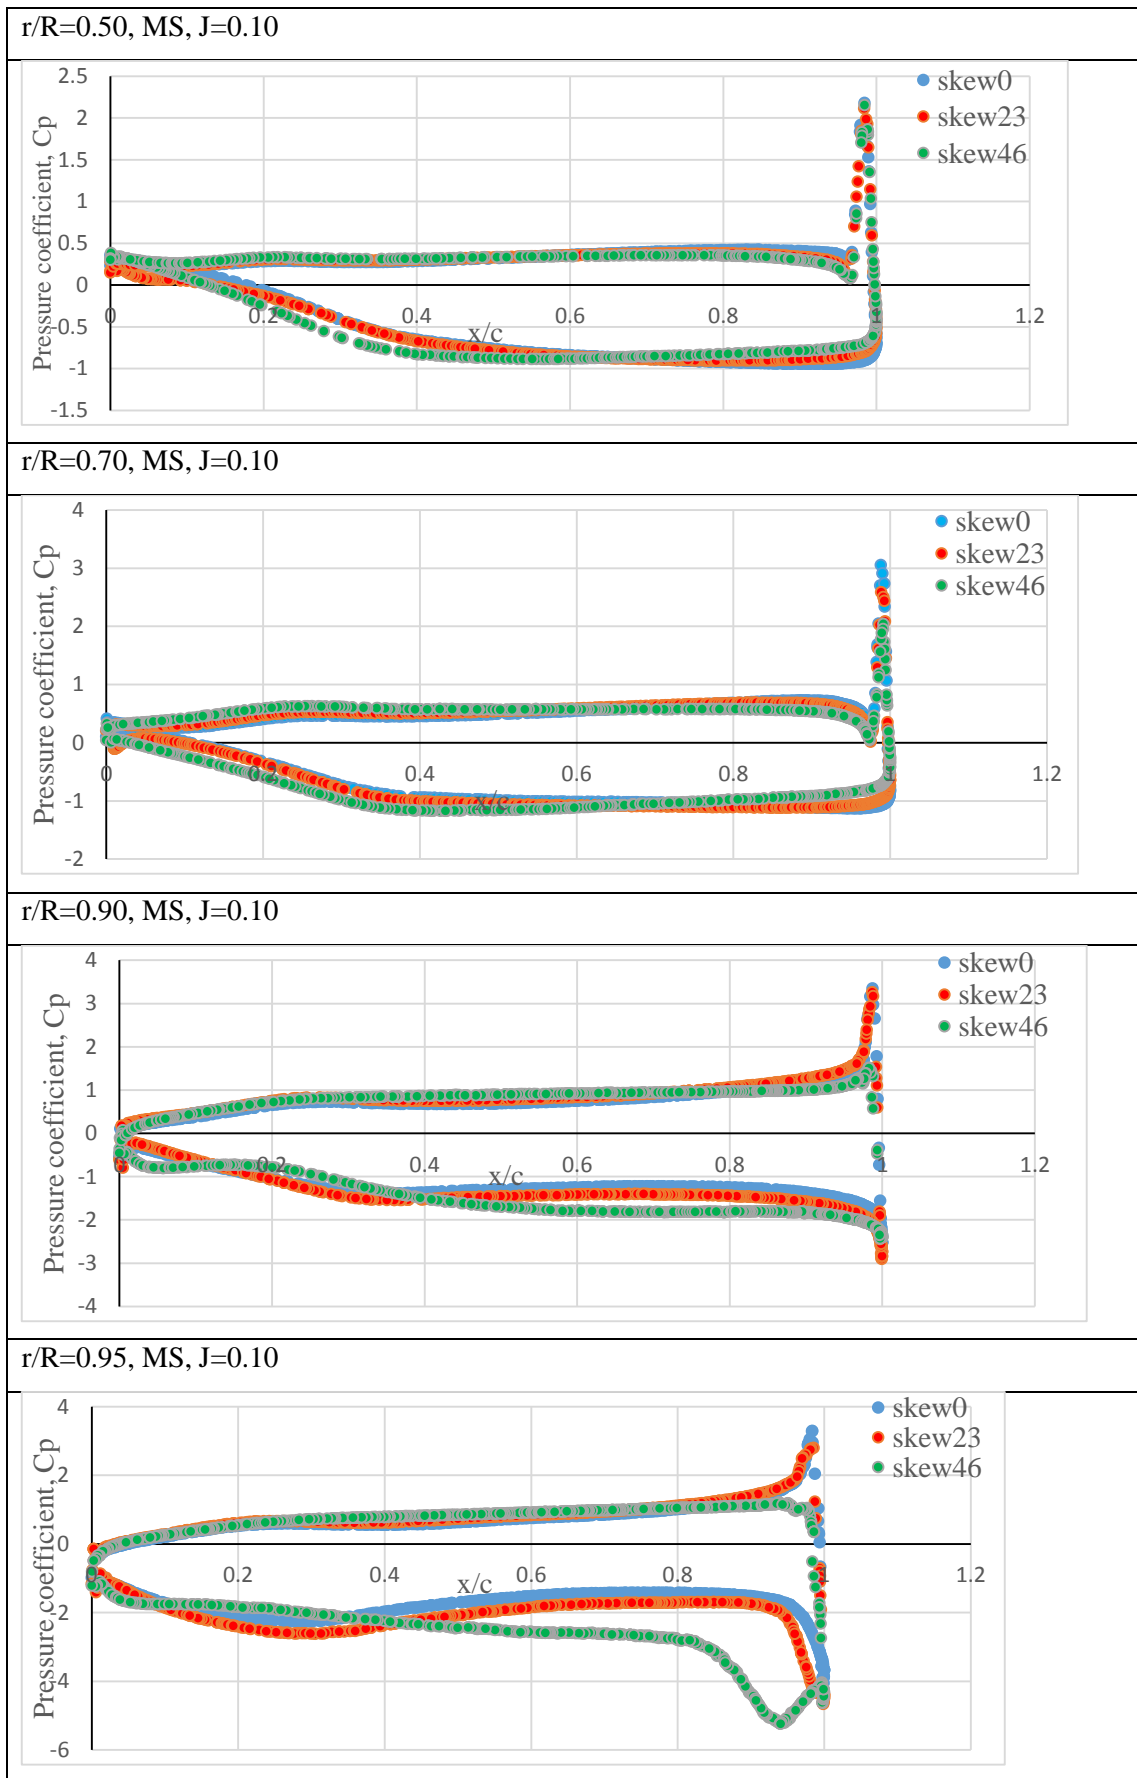 r/R=0.50, MS, J=0.10
2.5
2
1.5
1
0.5
0
-0.5
-1
-1.5
0
0.2
0.4
0.6
0.8
1
1.2
Pressure coefficient, Cp
x/c
skew0
skew23
skew46
r/R=0.70, MS, J=0.10
4
3
2
1
0
-1
-2
0
0.2
0.4
0.6
0.8
1
1.2
Pressure coefficient, Cp
x/c
skew0
skew23
skew46
r/R=0.90, MS, J=0.10
4
3
2
1
0
-1
-2
-3
-4
0
0.2
0.4
0.6
0.8
1
1.2
Pressure coefficient, Cp
x/c
skew0
skew23
skew46
r/R=0.95, MS, J=0.10
4
2
0
-2
-4
-6
0
0.2
0.4
0.6
0.8
1
1.2
Pressure coefficient, Cp
x/c
skew0
skew23
skew46